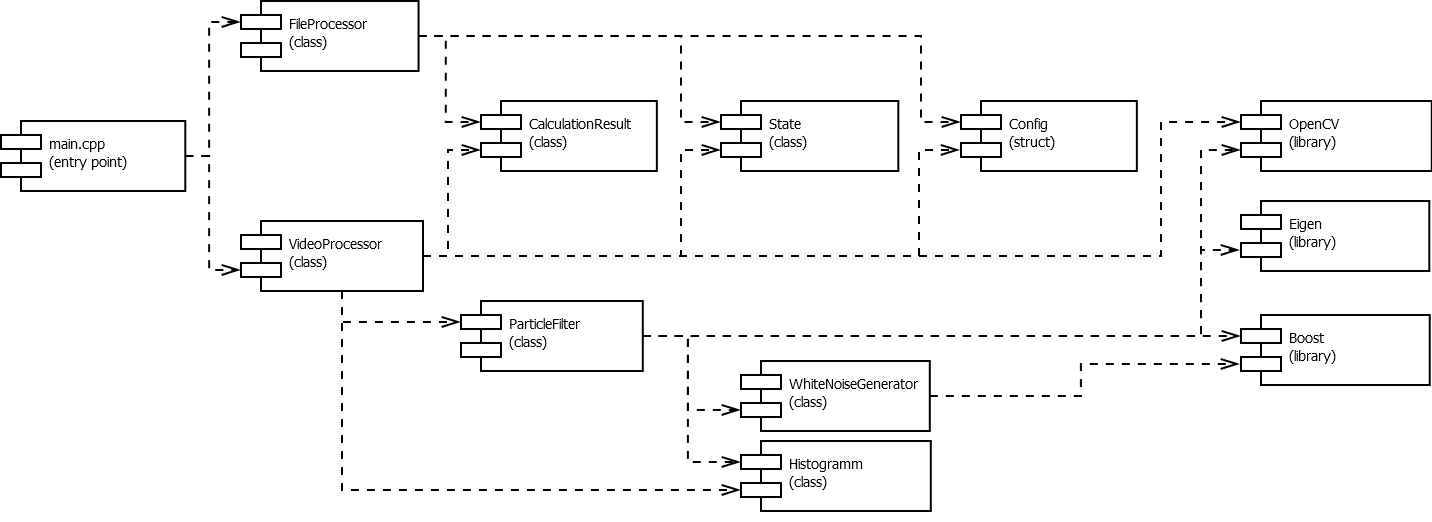 FileProcessor
(class)
main.cpp
(entry point)
CalculationResult
(class)
State
(class)
Config
(struct)
OpenCV
(library)
VideoProcessor
(class)
Eigen
(library)
ParticleFilter
(class)
Boost
(library)
WhiteNoiseGenerator
(class)
Histogramm
(class)